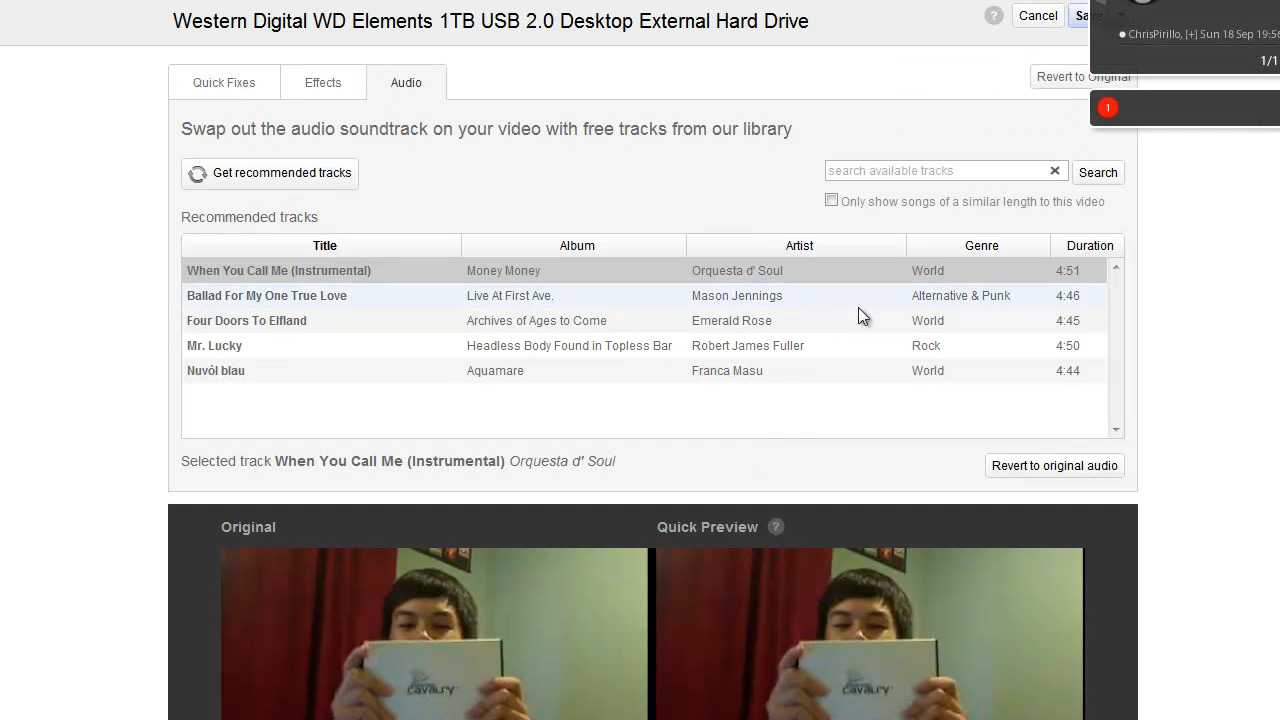 Western Digital WD Elements 1TB USB 2.0 Desktop External Hard Drive
? Cancel
ChrisPirillo, [+] Sun 18 Sep 19:56
1/1
1
Quick Fixes Effects Audio
Revert to Original
Swap out the audio soundtrack on your video with free tracks from our library
Get recommended tracks
search available tracks Search
Only show songs of a similar length to this video
Recommended tracks
Title Album Artist Genre Duration
When You Call Me (Instrumental) Money Money Orquesta d' Soul World 4:51
Ballad For My One True Love Live At First Ave. Mason Jennings Alternative & Punk 4:46
Four Doors To Elfland Archives of Ages to Come Emerald Rose World 4:45
Mr. Lucky Headless Body Found in Topless Bar Robert James Fuller Rock 4:50
Nuvòl blau Aquamare Franca Masu World 4:44
Selected track When You Call Me (Instrumental) Orquesta d' Soul
Revert to original audio
Original Quick Preview ?
cavalry cavalry